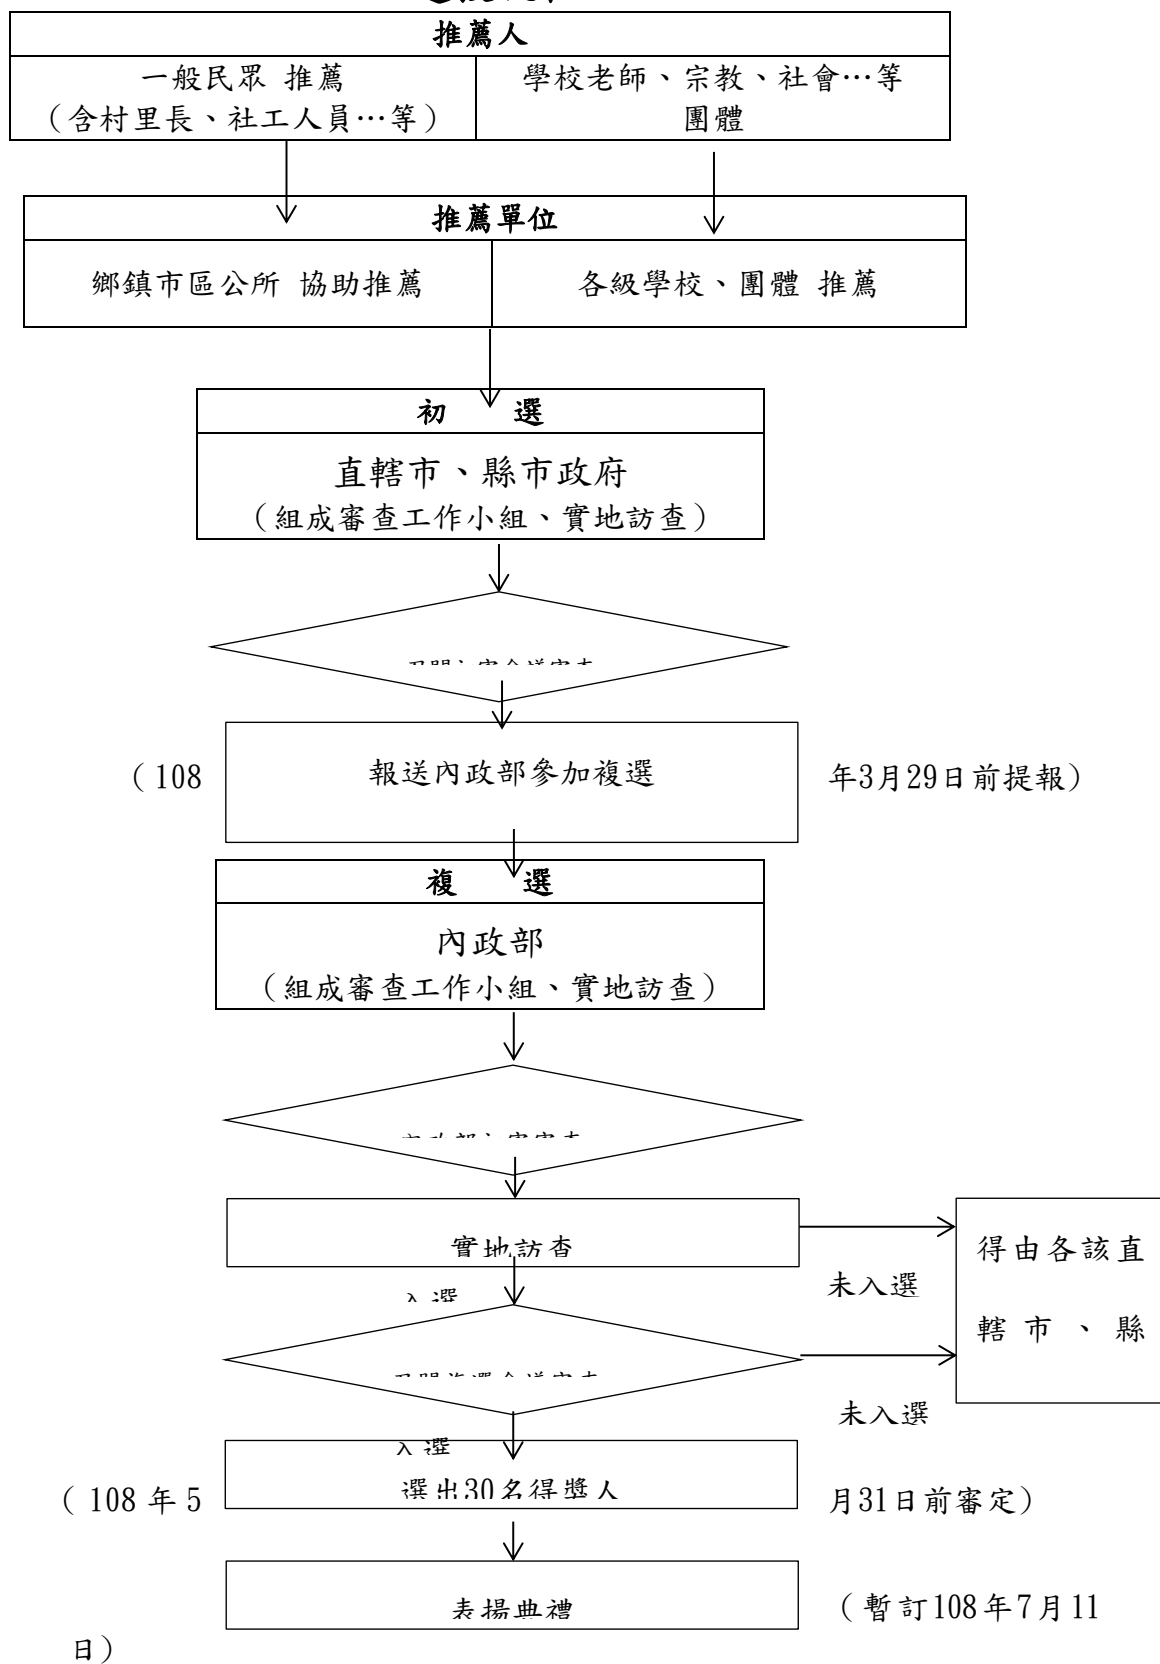 推薦人
一般民眾 推薦
（含村里長、社工人員…等）
學校老師、宗教、社會…等
團體
推薦單位
鄉鎮市區公所 協助推薦
各級學校、團體 推薦
初 選
直轄市、縣市政府
（組成審查工作小組、實地訪查）
（108
報送內政部參加複選
年3月29日前提報）
複 選
內政部
（組成審查工作小組、實地訪查）
實地訪查
未入選
得由各該直
轄市、縣
入選
未入選
入選
（108年5
選出30名得獎人
月31日前審定）
表揚典禮
（暫訂108年7月11
日）